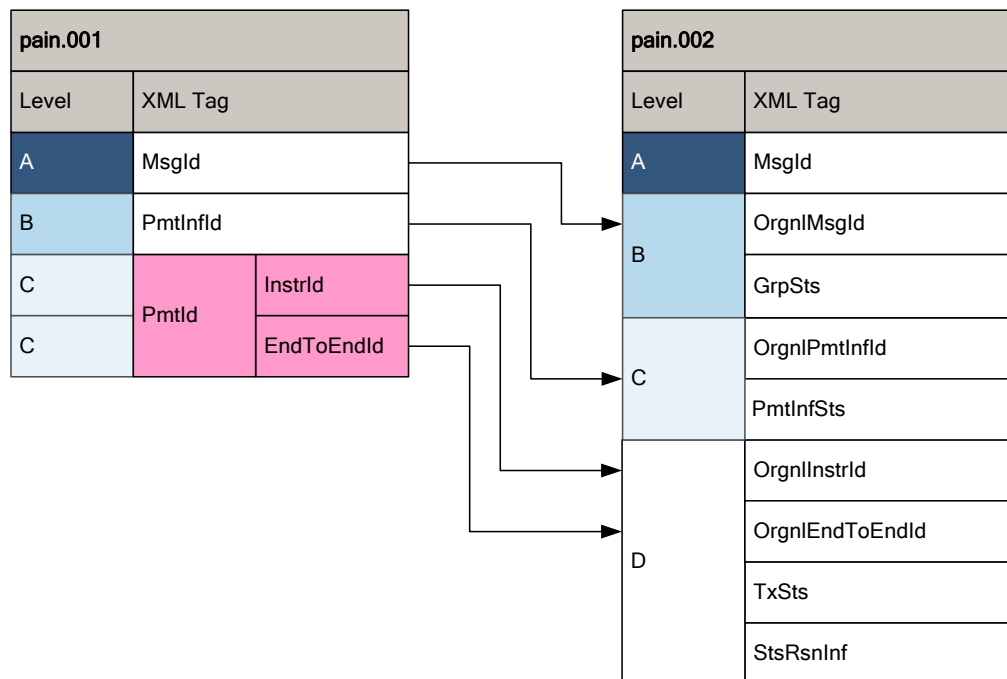 pain.001
Level XML Tag
A MsgId
B PmtInfId
C PmtId InstrId
C EndToEndId
pain.002
Level XML Tag
A MsgId
B OrgnlMsgId
GrpSts
C OrgnlPmtInfId
PmtInfSts
D OrgnlInstrId
OrgnlEndToEndId
TxSts
StsRsnInf